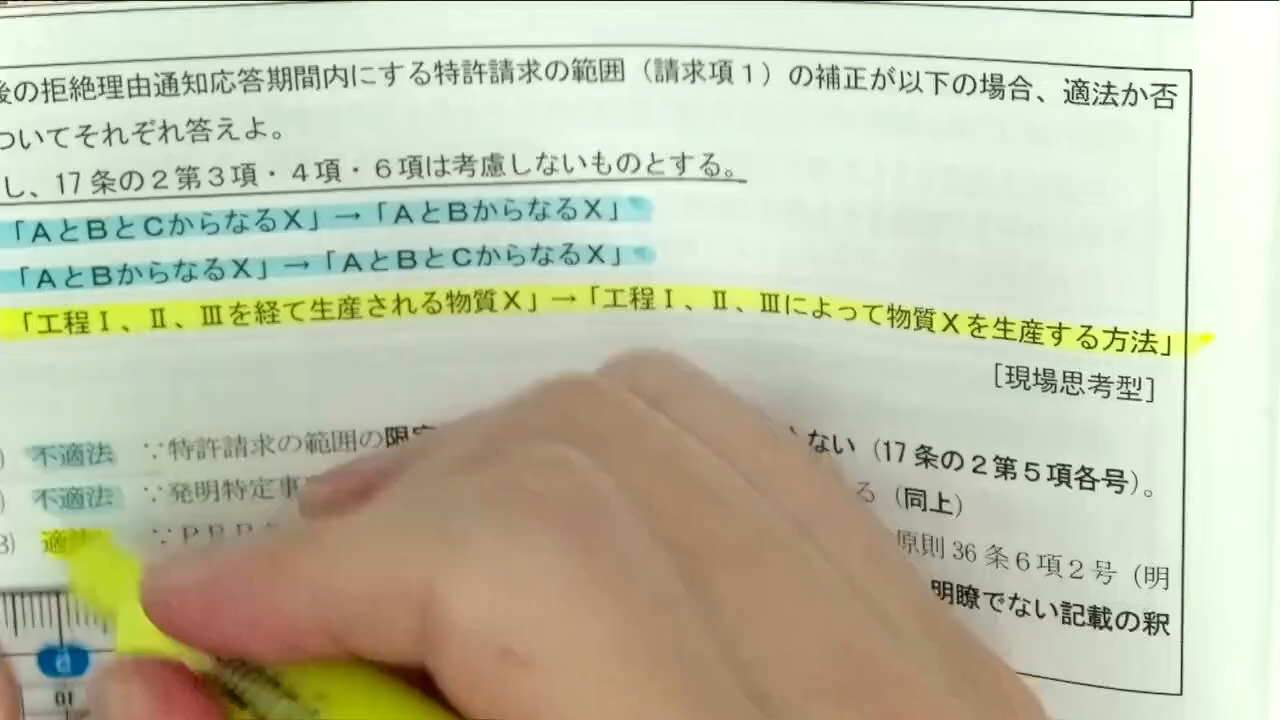 後の拒絶理由通知応答期間内にする特許請求の範囲（請求項１）の補正が以下の場合、適法か否
ついてそれぞれ答えよ。
し、17条の２第３項・４項・６項は考慮しないものとする。
「ＡとＢとＣからなるＸ」→「ＡとＢからなるＸ」
「ＡとＢからなるＸ」→「ＡとＢとＣからなるＸ」
「工程Ⅰ、Ⅱ、Ⅲを経て生産される物質Ｘ」→「工程Ⅰ、Ⅱ、Ⅲによって物質Ｘを生産する方法」
［現場思考型］
) 不適法 ∵特許請求の範囲の限定 ない（17条の２第５項各号）。
) 不適法 ∵発明特定事 る（同上）
3) 適法 ∵ＰＢＰ 原則36条６項２号（明
明瞭でない記載の釈
10